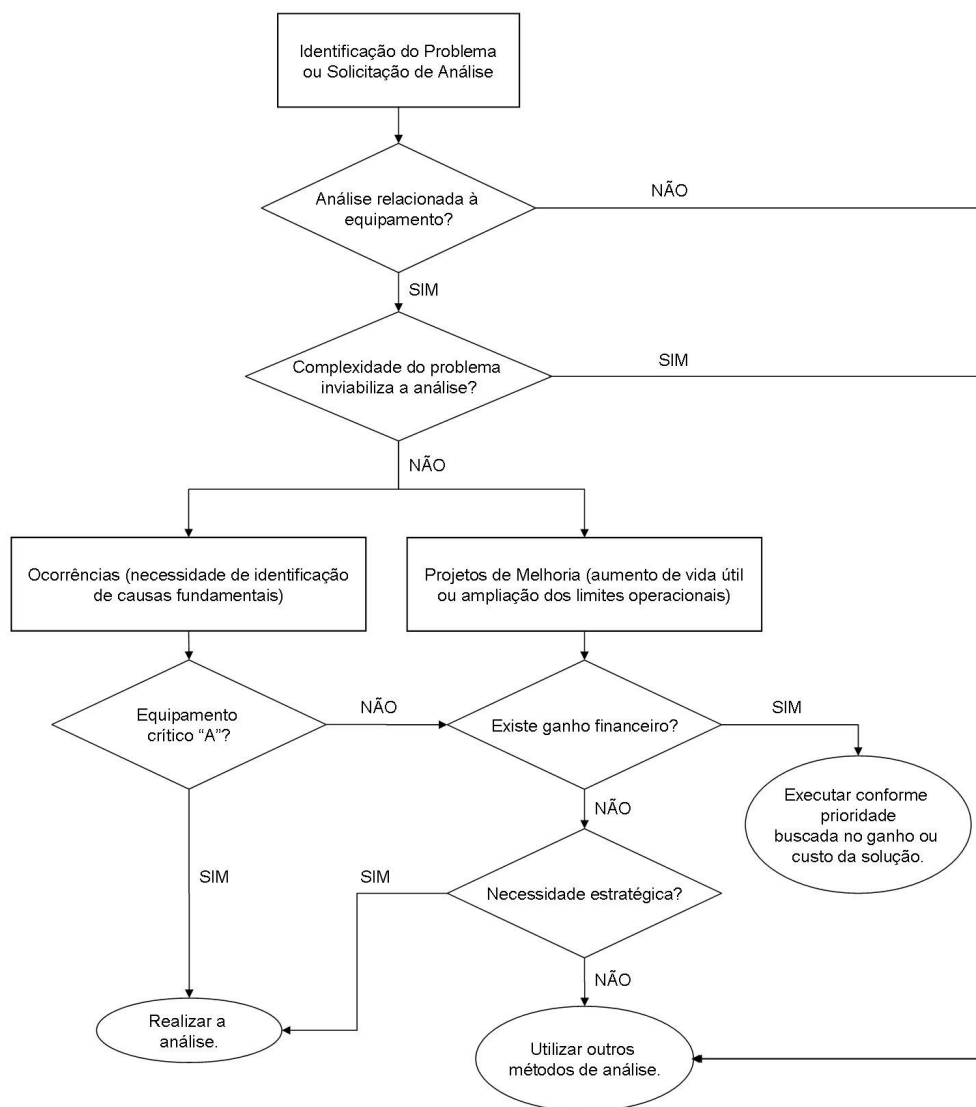 Identificação do Problema
ou Solicitação de Análise
Análise relacionada à
equipamento?
NÃO
SIM
Complexidade do problema
inviabiliza a análise?
SIM
NÃO
Ocorrências (necessidade de identificação
de causas fundamentais)
Projetos de Melhoria (aumento de vida útil
ou ampliação dos limites operacionais)
Equipamento
crítico “A”?
NÃO
Existe ganho financeiro?
SIM
Executar conforme
prioridade
buscada no ganho ou
custo da solução.
NÃO
SIM
SIM
Necessidade estratégica?
NÃO
Realizar a
análise.
Utilizar outros
métodos de análise.